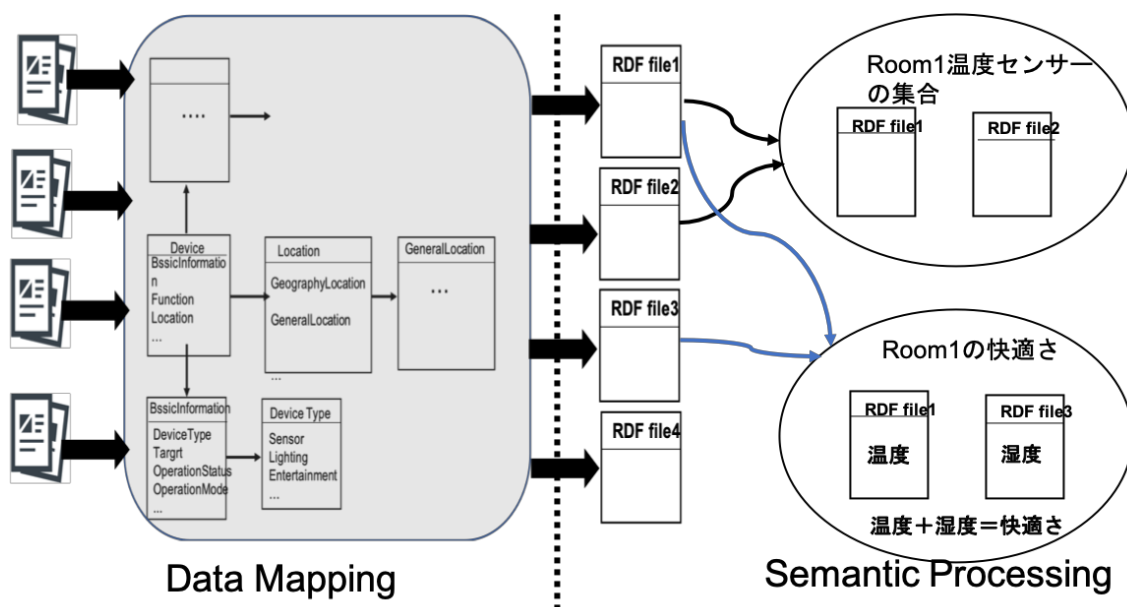 ....
Device
BssicInformatio
n
Function
Location
...
Location
GeographyLocation
GeneralLocation
...
GeneralLocation
...
BssicInformation
DeviceType
Targrt
OperationStatus
OperationMode
...
Device Type
Sensor
Lighting
Entertainment
...
Data Mapping
RDF file1
RDF file2
RDF file3
RDF file4
Room1温度センサー
の集合
RDF file1
RDF file2
Room1の快適さ
RDF file1
温度
RDF file3
湿度
温度＋湿度＝快適さ
Semantic Processing